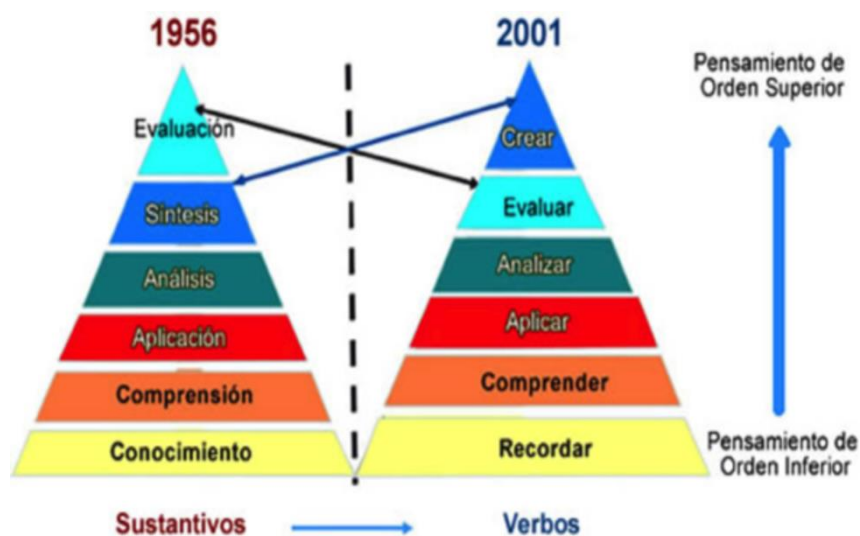 1956
Evaluación
Síntesis
Análisis
Aplicación
Comprensión
Conocimiento
Sustantivos
2001
Crear
Evaluar
Analizar
Aplicar
Comprender
Recordar
Verbos
Pensamiento de
Orden Superior
Pensamiento de
Orden Inferior